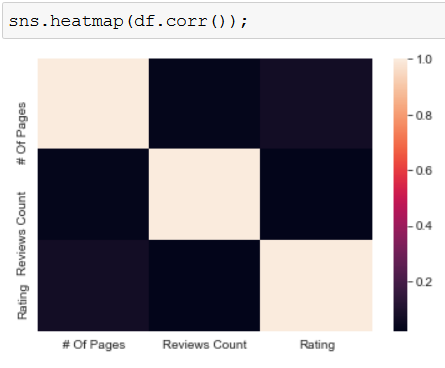 sns.heatmap(df.corr());
# Of Pages
Reviews Count
Rating
# Of Pages
Reviews Count
Rating
1.0
0.8
0.6
0.4
0.2